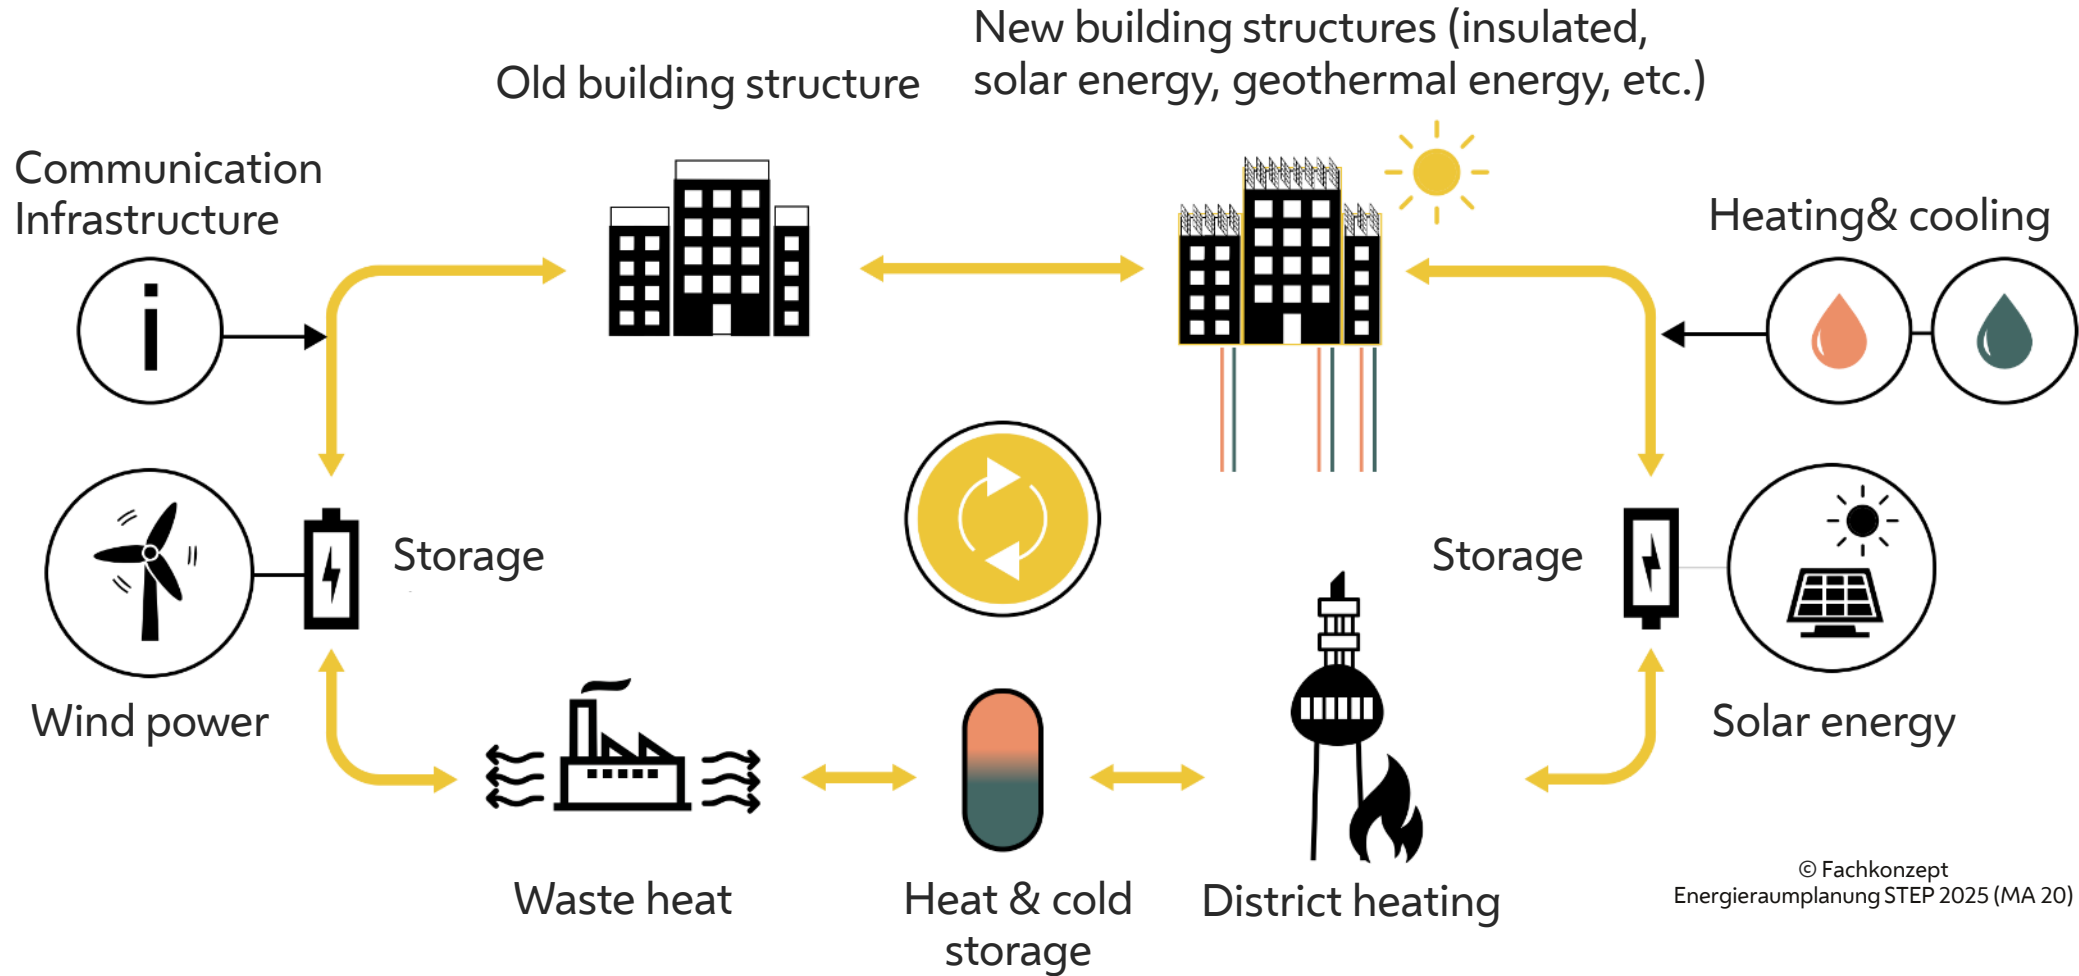 New building structures (insulated,
solar energy, geothermal energy, etc.)
Old building structure
Communication
Infrastructure
i
Heating& cooling
Storage
Storage
Wind power
Solar energy
Waste heat
Heat & cold
storage
District heating
© Fachkonzept
Energieraumplanung STEP 2025 (MA 20)